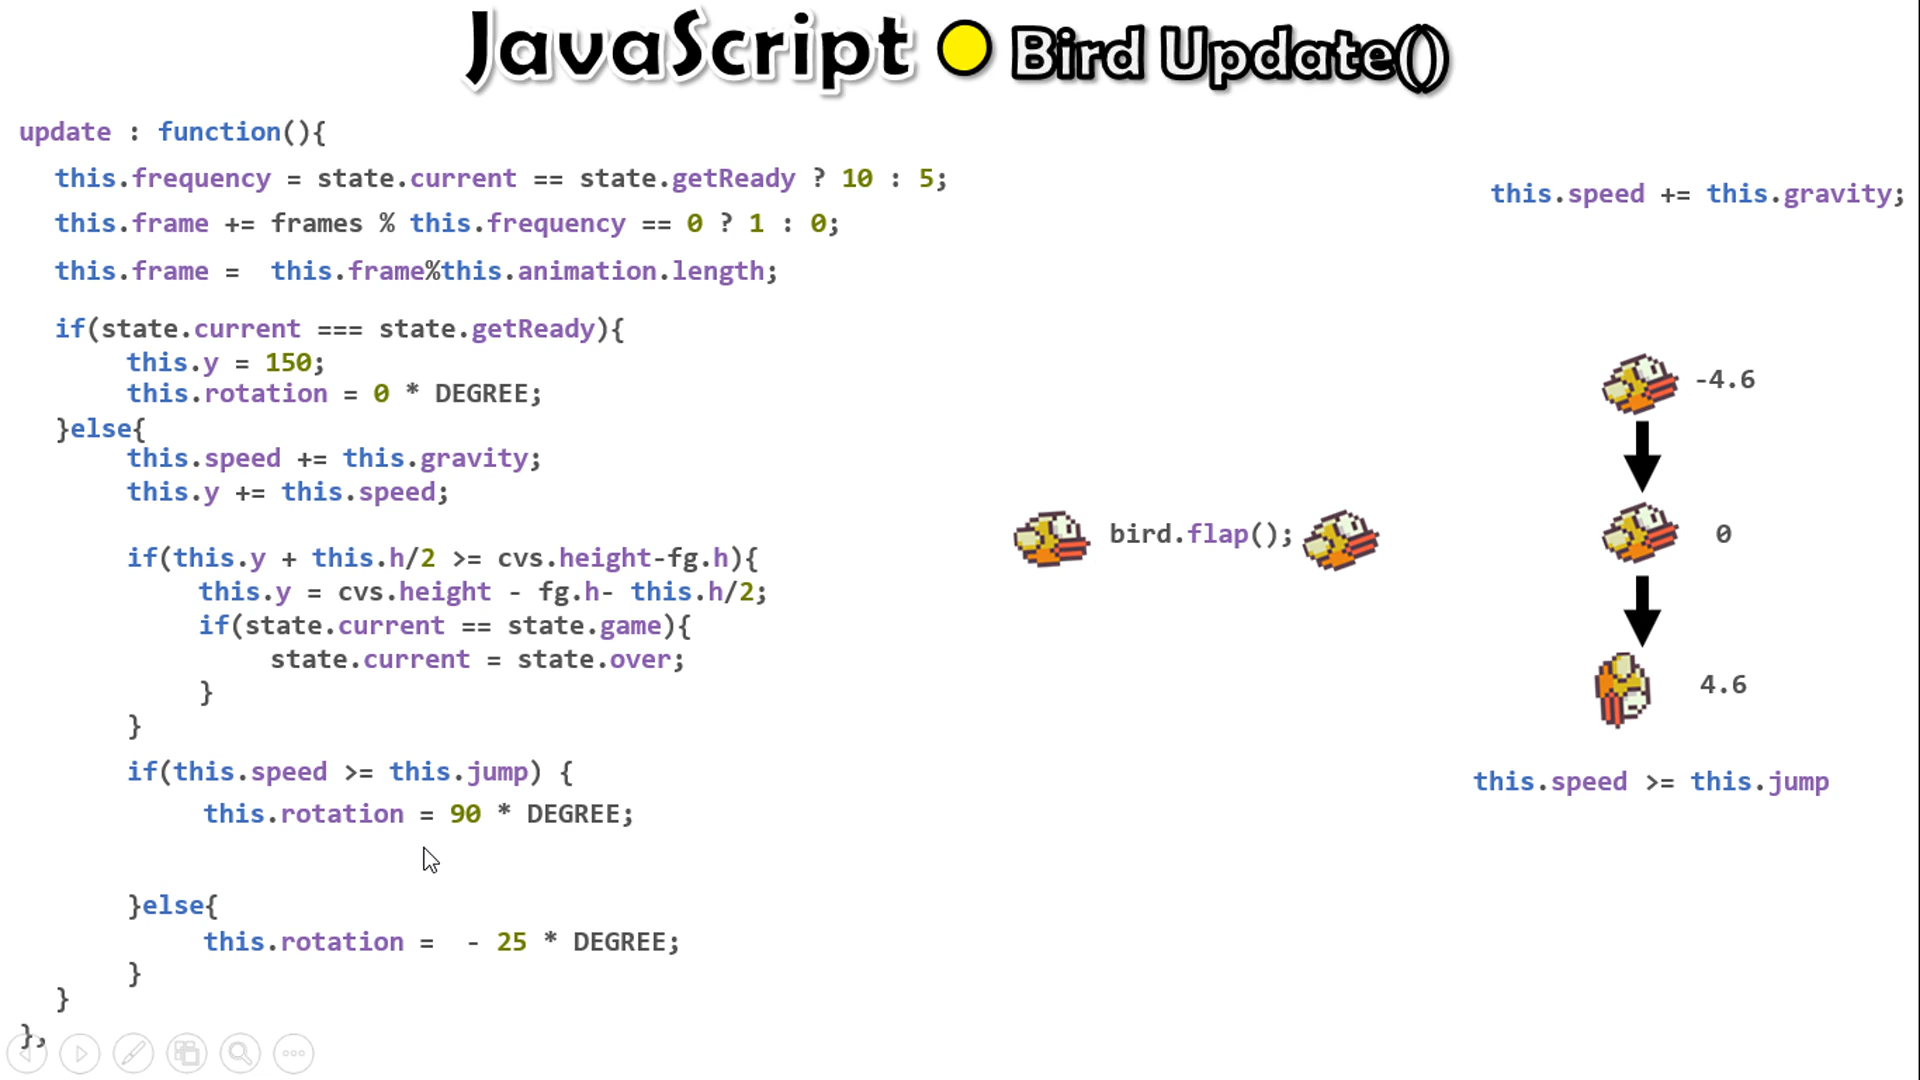 JavaScript Bird Update()
update : function(){
this.frequency = state.current == state.getReady ? 10 : 5;
this.frame += frames % this.frequency == 0 ? 1 : 0;
this.frame =  this.frame%this.animation.length;
if(state.current === state.getReady){
this.y = 150;
this.rotation = 0 * DEGREE;
}else{
this.speed += this.gravity;
this.y += this.speed;
if(this.y + this.h/2 >= cvs.height-fg.h){
this.y = cvs.height - fg.h- this.h/2;
if(state.current == state.game){
state.current = state.over;
}
}
if(this.speed >= this.jump) {
this.rotation = 90 * DEGREE;
}else{
this.rotation =  - 25 * DEGREE;
}
}
},
bird.flap();
this.speed += this.gravity;
-4.6
0
4.6
this.speed >= this.jump